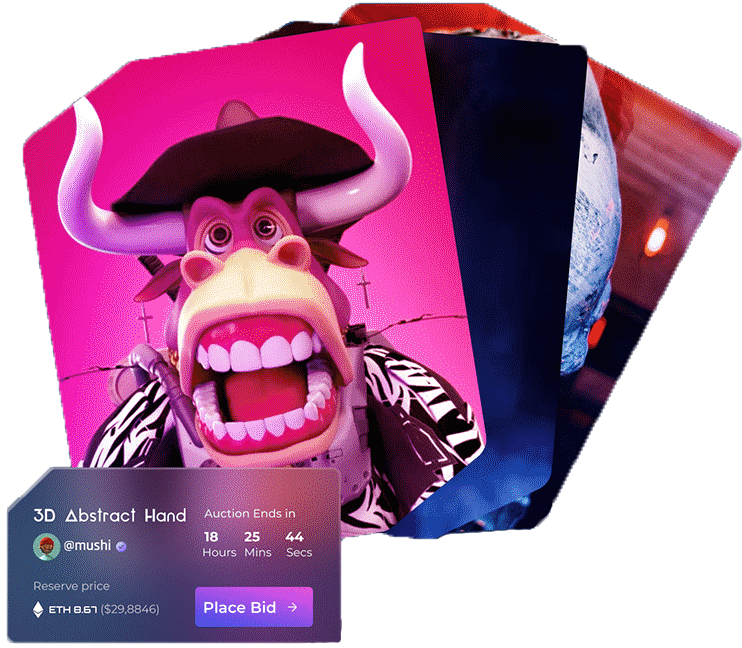 3D Abstract Hand
@mushi
Reserve price
ETH 8.67 ($29,8846)
Auction Ends in
18 25 44
Hours Mins Secs
Place Bid →